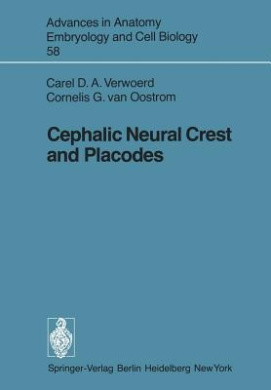 Advances in Anatomy
Embryology and Cell Biology
58
Carel D. A. Verwoerd
Cornelis G. van Oostrom
Cephalic Neural Crest
and Placodes
Springer-Verlag Berlin Heidelberg New York